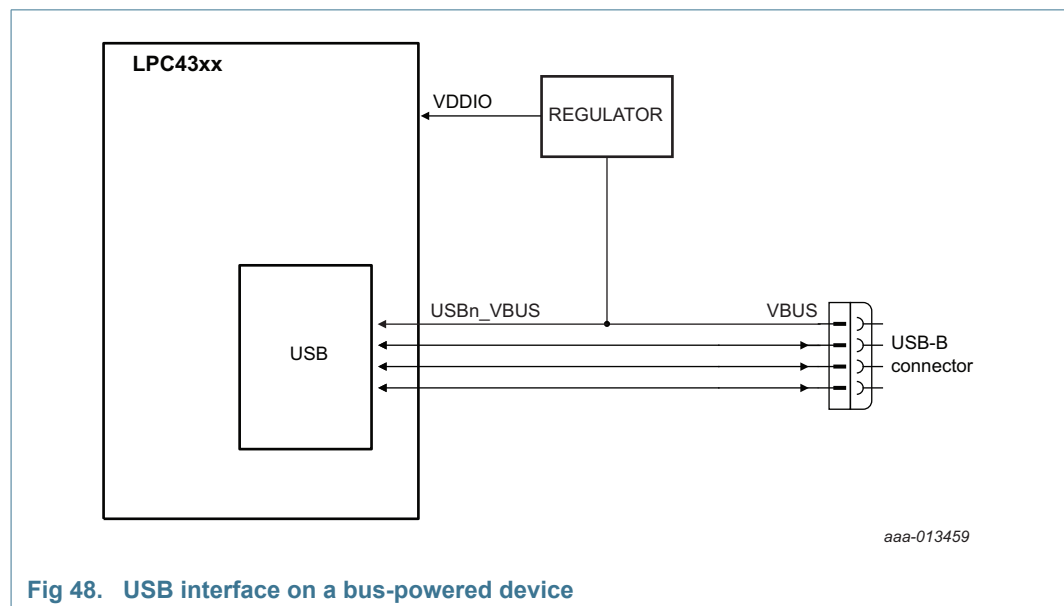 LPC43xx
VDDIO
REGULATOR
USBn_VBUS
VBUS
USB
USB-B
connector
aaa-013459
Fig 48. USB interface on a bus-powered device